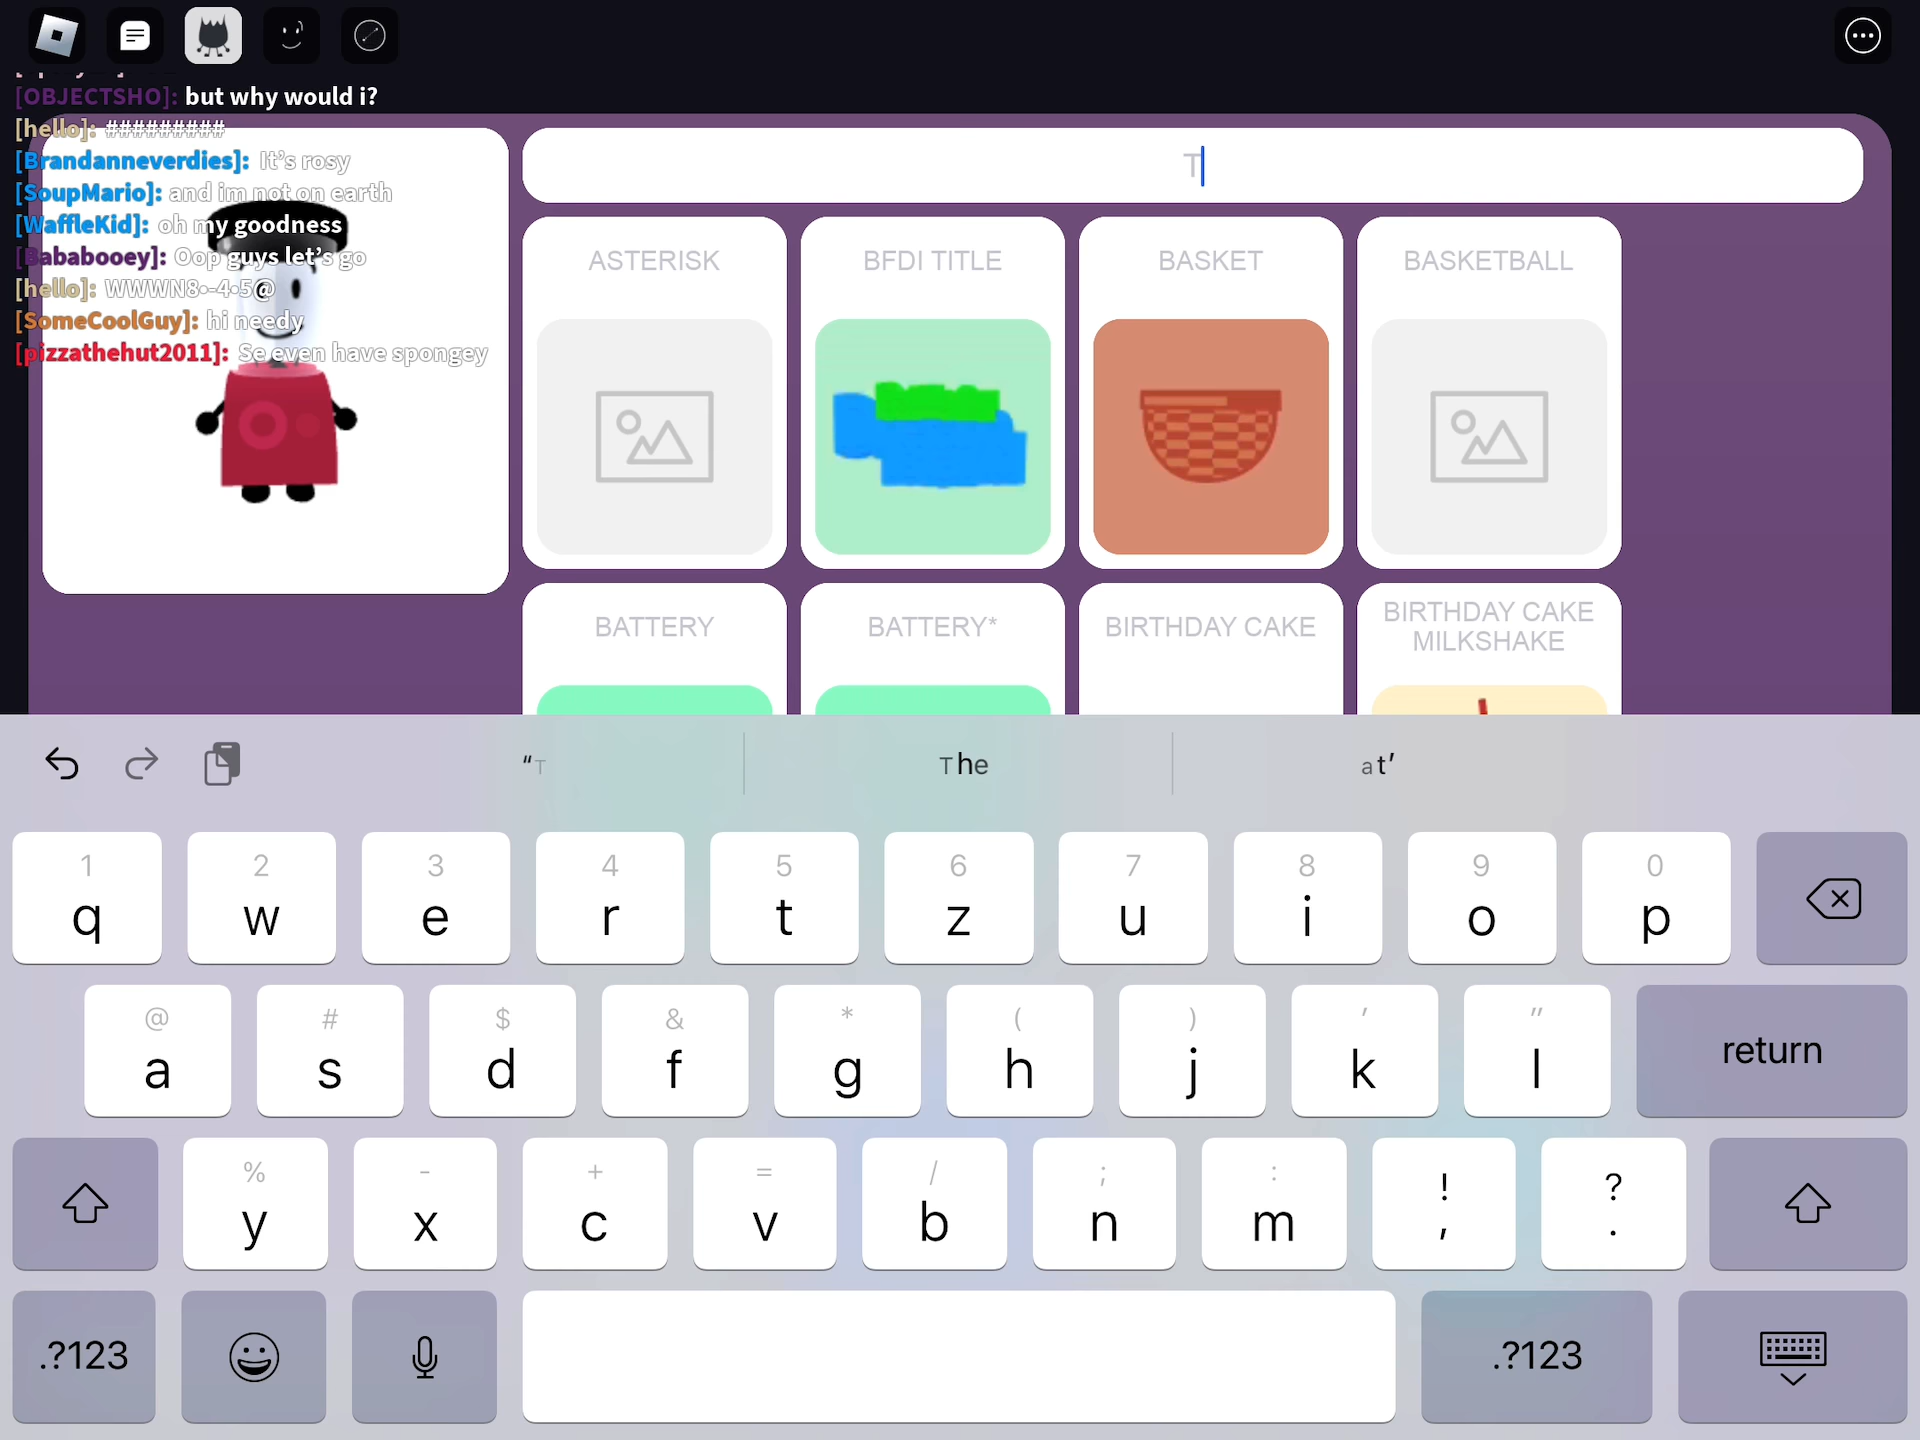 [OBJECTSHO]: but why would i?
[hello]: #########
[Brandanneverdies]: It's rosy
[SoupMario]: and im not on earth
[WaffleKid]: oh my goodness
[Bababooey]: Oop guys let's go
[hello]: WWWN8•-4•5@
[SomeCoolGuy]: hi needy
[pizzathehut2011]: Se even have spongey
T
ASTERISK BFDI TITLE BASKET BASKETBALL
BATTERY BATTERY* BIRTHDAY CAKE BIRTHDAY CAKE
MILKSHAKE
“T The at’
1 2 3 4 5 6 7 8 9 0
q w e r t z u i o p
@ # $ & * ( ) ′ ″
a s d f g h j k l return
% - + = / ; : ! ?
y x c v b n m , .
.?123 .?123